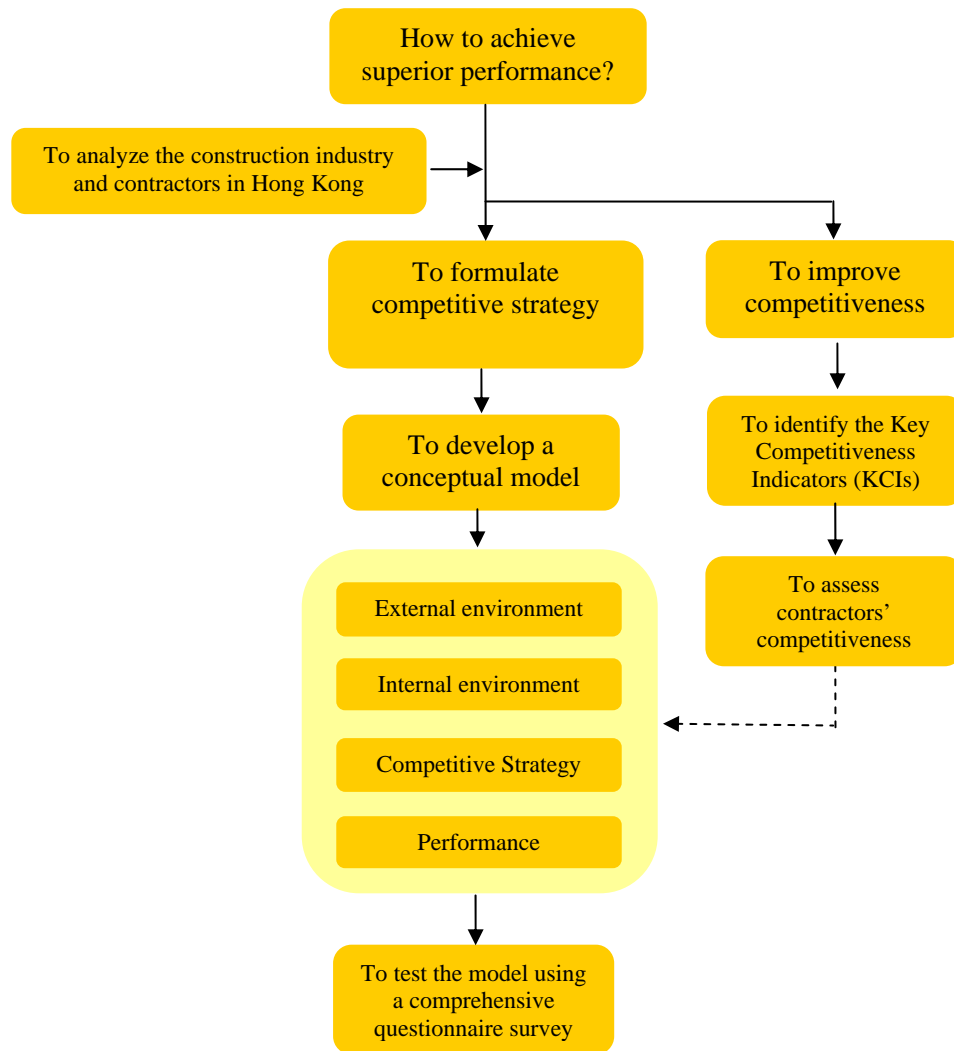 How to achieve
superior performance?
To analyze the construction industry
and contractors in Hong Kong
To formulate
competitive strategy
To improve
competitiveness
To develop a
conceptual model
To identify the Key
Competitiveness
Indicators (KCIs)
External environment
Internal environment
Competitive Strategy
Performance
To assess
contractors’
competitiveness
To test the model using
a comprehensive
questionnaire survey